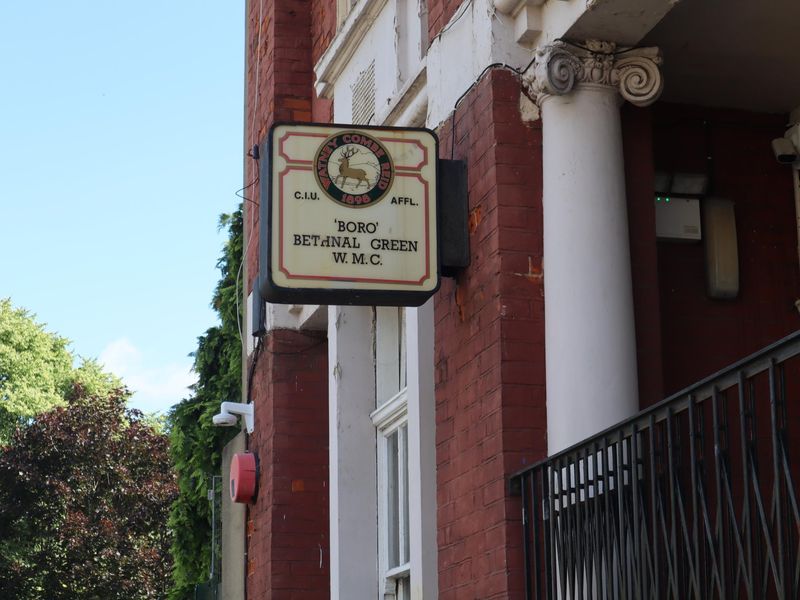 WATNEY COMBE REID
1898
C.I.U. AFFL.
'BORO'
BETHNAL GREEN
W.M.C.